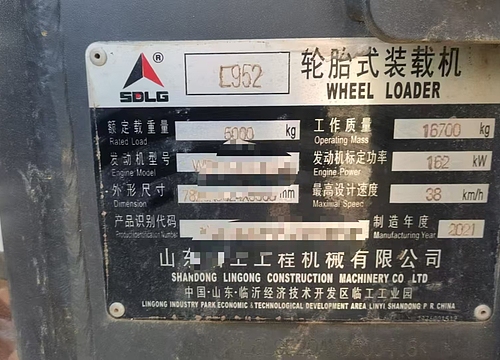 SDLG ® L952 轮胎式装载机
WHEEL LOADER
额定载重量 5000 kg 工作质量 16700 kg
Rated Load Operating Mass
发动机型号 发动机标定功率 162 kW
Engine Model Engine Power
外形尺寸 mm 最高设计速度 38 km/h
Dimension Maximal Speed
产品识别代码 制造年度 2021
Product Identification Number Manufacturing Year
山东 工工程机械有限公司
SHANDONG LINGONG CONSTRUCTION MACHINERY CO LTD
中国·山东·临沂经济技术开发区临工工业园
LINGONG INDUSTRY PARK ECONOMIC & TECHNOLOGICAL DEVELOPMENT AREA LINYI SHANDONG P R CHINA